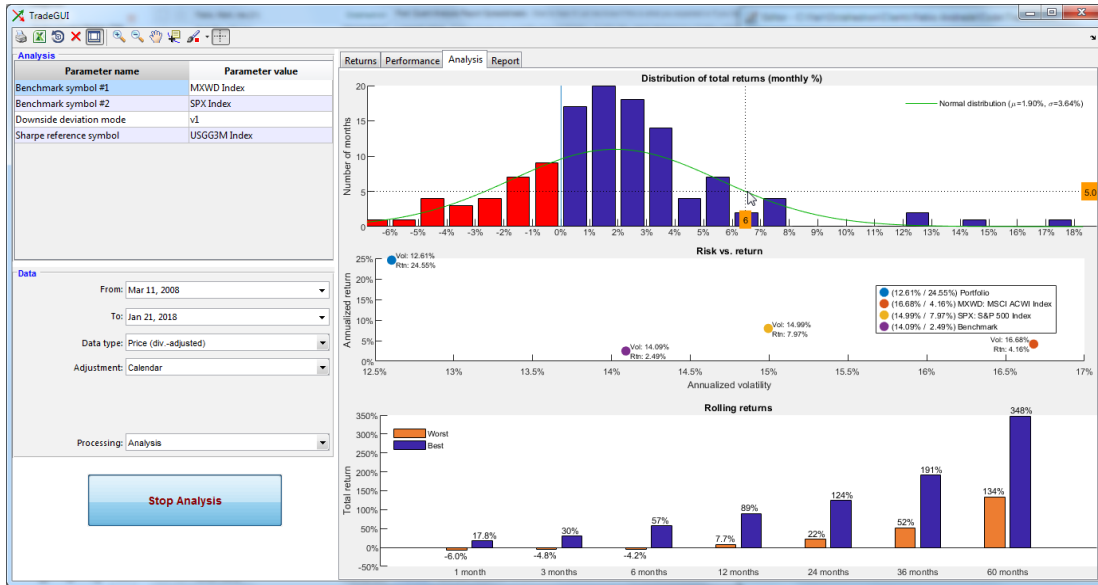 TradeGUI
Analysis
Parameter name Parameter value
Benchmark symbol #1 MXWD Index
Benchmark symbol #2 SPX Index
Downside deviation mode v1
Sharpe reference symbol USGG3M Index
Data
From: Mar 11, 2008
To: Jan 21, 2018
Data type: Price (div.-adjusted)
Adjustment: Calendar
Processing: Analysis
Stop Analysis
Returns Performance Analysis Report
Distribution of total returns (monthly %)
Normal distribution (μ=1.90%, σ=3.64%)
Number of months
20
15
10
5
0
5.0
6
-6% -5% -4% -3% -2% -1% 0% 1% 2% 3% 4% 5% 6% 7% 8% 9% 10% 11% 12% 13% 14% 15% 16% 17% 18%
Risk vs. return
Annualized return
25%
20%
15%
10%
5%
0%
Vol: 12.61%
Rtn: 24.55%
Vol: 14.09%
Rtn: 2.49%
Vol: 14.99%
Rtn: 7.97%
Vol: 16.68%
Rtn: 4.16%
(12.61% / 24.55%) Portfolio
(16.68% / 4.16%) MXWD: MSCI ACWI Index
(14.99% / 7.97%) SPX: S&P 500 Index
(14.09% / 2.49%) Benchmark
12.5% 13% 13.5% 14% 14.5% 15% 15.5% 16% 16.5% 17%
Annualized volatility
Rolling returns
Total return
350%
300%
250%
200%
150%
100%
50%
0%
-50%
Worst
Best
-6.0% 17.8% -4.8% 30% -4.2% 57% 7.7% 89% 22% 124% 52% 191% 134% 348%
1 month 3 months 6 months 12 months 24 months 36 months 60 months